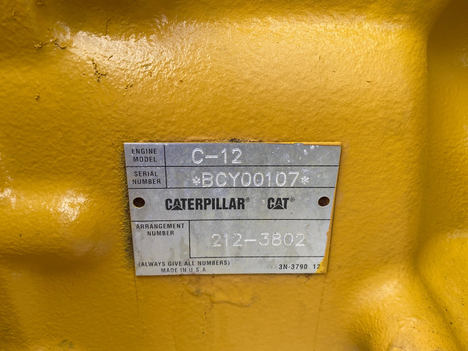 ENGINE MODEL C-12
SERIAL NUMBER *BCY00107*
CATERPILLAR® CAT®
ARRANGEMENT NUMBER 212-3802
(ALWAYS GIVE ALL NUMBERS)
MADE IN U.S.A. 3N-3790 12